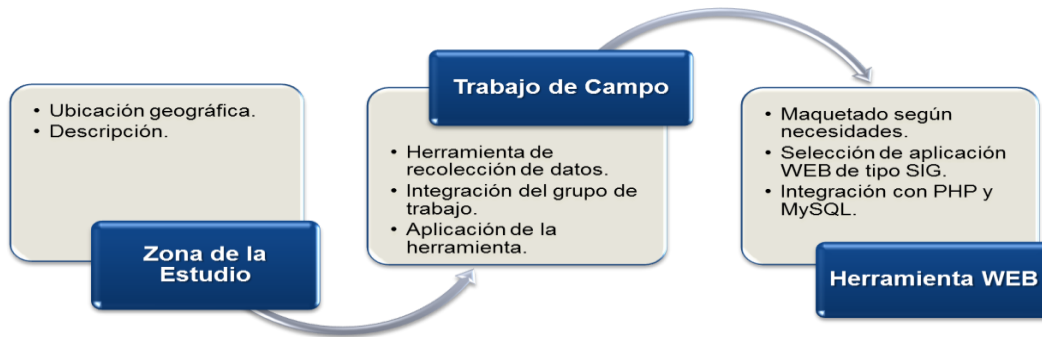 • Ubicación geográfica.
• Descripción.
Zona de la
Estudio
Trabajo de Campo
• Herramienta de
recolección de datos.
• Integración del grupo de
trabajo.
• Aplicación de la
herramienta.
• Maquetado según
necesidades.
• Selección de aplicación
WEB de tipo SIG.
• Integración con PHP y
MySQL.
Herramienta WEB